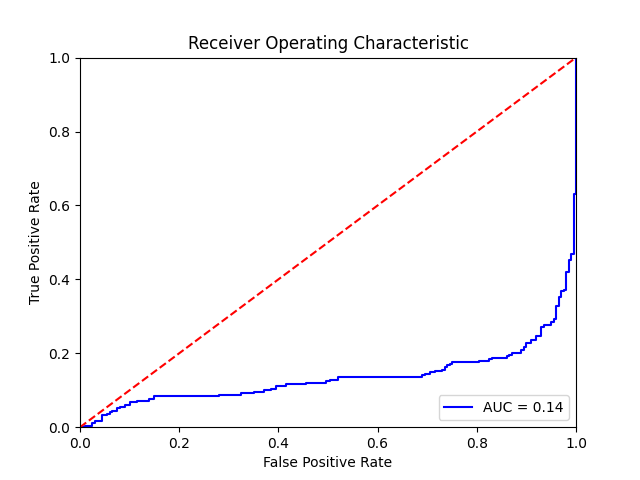 Receiver Operating Characteristic
True Positive Rate
1.0
0.8
0.6
0.4
0.2
0.0
AUC = 0.14
0.0 0.2 0.4 0.6 0.8 1.0
False Positive Rate